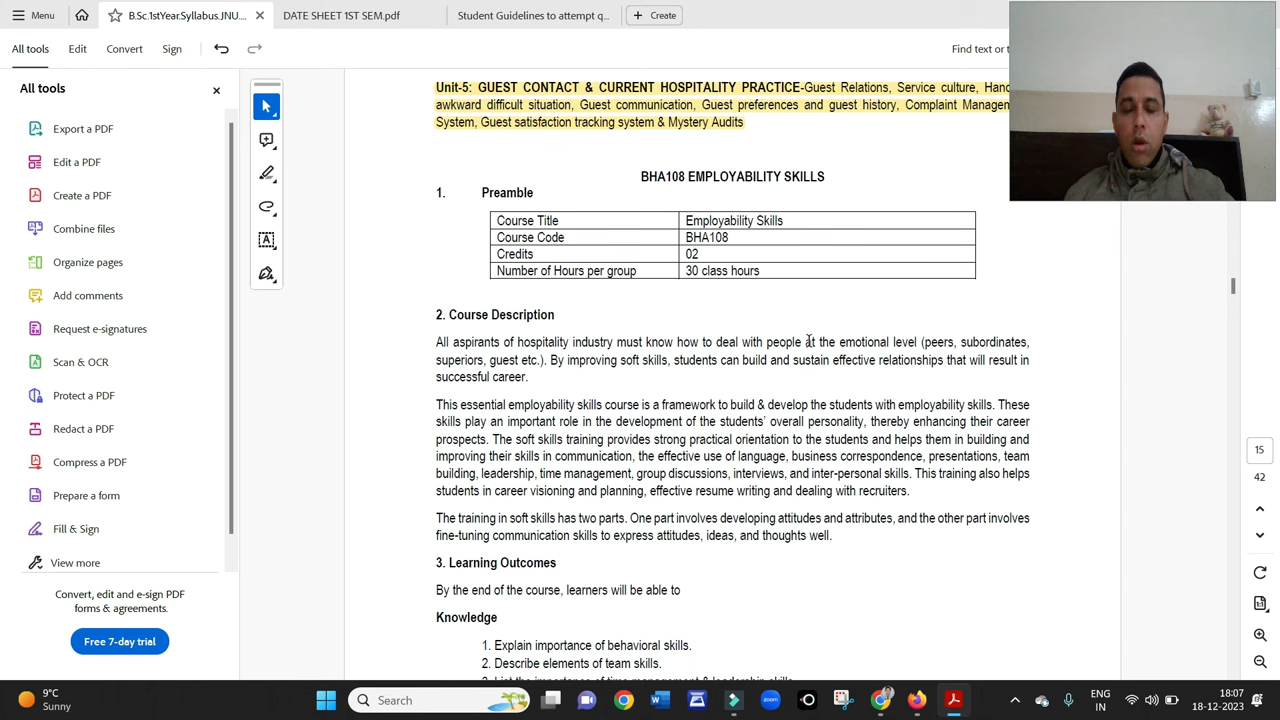 Menu
B.Sc.1stYear.Syllabus.JNU...
DATE SHEET 1ST SEM.pdf
Student Guidelines to attempt q...
+ Create
All tools
Edit
Convert
Sign
Find text or t
All tools
Export a PDF
Edit a PDF
Create a PDF
Combine files
Organize pages
Add comments
Request e-signatures
Scan & OCR
Protect a PDF
Redact a PDF
Compress a PDF
Prepare a form
Fill & Sign
View more
Convert, edit and e-sign PDF
forms & agreements.
Free 7-day trial
Unit-5: GUEST CONTACT & CURRENT HOSPITALITY PRACTICE-Guest Relations, Service culture, Hand
awkward difficult situation, Guest communication, Guest preferences and guest history, Complaint Managem
System, Guest satisfaction tracking system & Mystery Audits
BHA108 EMPLOYABILITY SKILLS
1. Preamble
Course Title Employability Skills
Course Code BHA108
Credits 02
Number of Hours per group 30 class hours
2. Course Description
All aspirants of hospitality industry must know how to deal with people at the emotional level (peers, subordinates,
superiors, guest etc.). By improving soft skills, students can build and sustain effective relationships that will result in
successful career.
This essential employability skills course is a framework to build & develop the students with employability skills. These
skills play an important role in the development of the students' overall personality, thereby enhancing their career
prospects. The soft skills training provides strong practical orientation to the students and helps them in building and
improving their skills in communication, the effective use of language, business correspondence, presentations, team
building, leadership, time management, group discussions, interviews, and inter-personal skills. This training also helps
students in career visioning and planning, effective resume writing and dealing with recruiters.
The training in soft skills has two parts. One part involves developing attitudes and attributes, and the other part involves
fine-tuning communication skills to express attitudes, ideas, and thoughts well.
3. Learning Outcomes
By the end of the course, learners will be able to
Knowledge
1. Explain importance of behavioral skills.
2. Describe elements of team skills.
3. List the importance of time management & leadership skills.
15
42
9°C
Sunny
Search
ENG
IN
18:07
18-12-2023